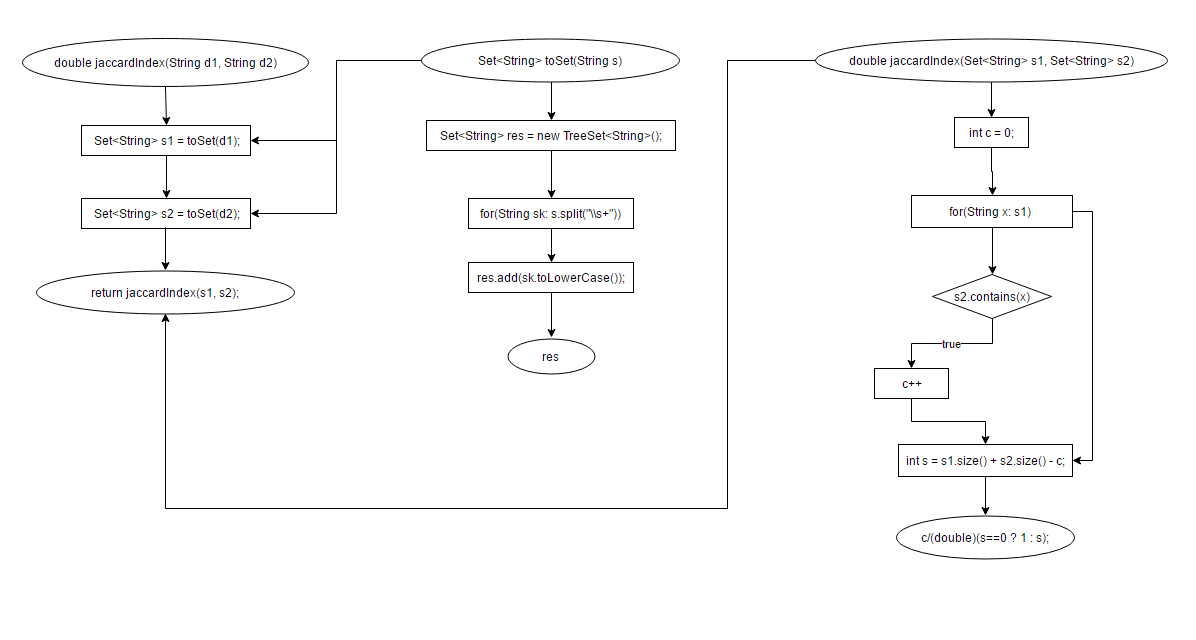 double jaccardIndex(String d1, String d2)
Set<String> s1 = toSet(d1);
Set<String> s2 = toSet(d2);
return jaccardIndex(s1, s2);
Set<String> toSet(String s)
Set<String> res = new TreeSet<String>();
for(String sk: s.split("\\s+"))
res.add(sk.toLowerCase());
res
double jaccardIndex(Set<String> s1, Set<String> s2)
int c = 0;
for(String x: s1)
s2.contains(x)
true
c++
int s = s1.size() + s2.size() - c;
c/(double)(s==0 ? 1 : s);